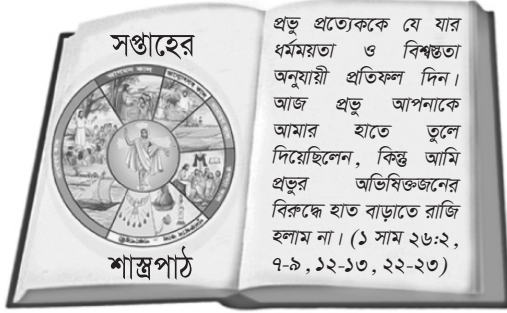 সপ্তাহের
শাস্ত্রপাঠ
প্রভু প্রত্যেককে যে যার
ধর্মময়তা ও বিশ্বস্ততা
অনুযায়ী প্রতিফল দিন।
আজ প্রভু আপনাকে
আমার হাতে তুলে
দিয়েছিলেন, কিন্তু আমি
প্রভুর অভিষিক্তজনের
বিরুদ্ধে হাত বাড়াতে রাজি
হলাম না। (১ সাম ২৬:২,
৭-৯, ১২-১৩, ২২-২৩)